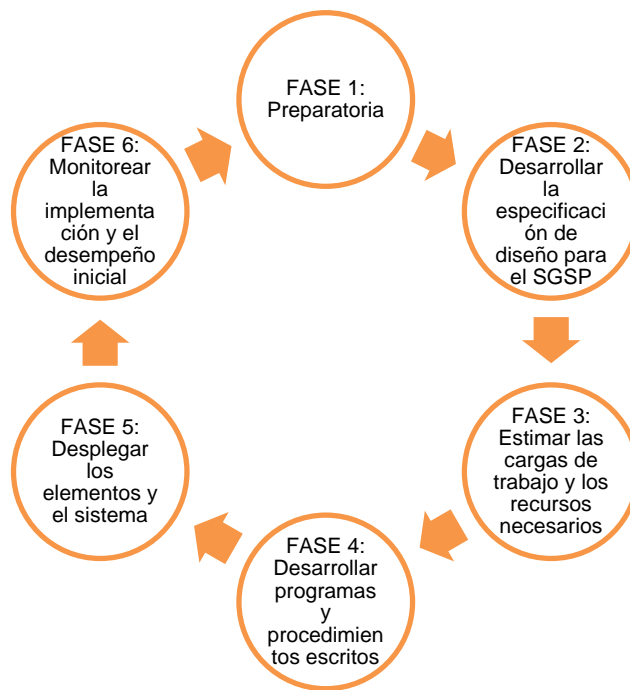 FASE 1:
Preparatoria
FASE 2:
Desarrollar
la
especificaci
ón de
diseño para
el SGSP
FASE 3:
Estimar las
cargas de
trabajo y los
recursos
necesarios
FASE 4:
Desarrollar
programas
y
procedimien
tos escritos
FASE 5:
Desplegar
los
elementos y
el sistema
FASE 6:
Monitorear
la
implementa
ción y el
desempeño
inicial